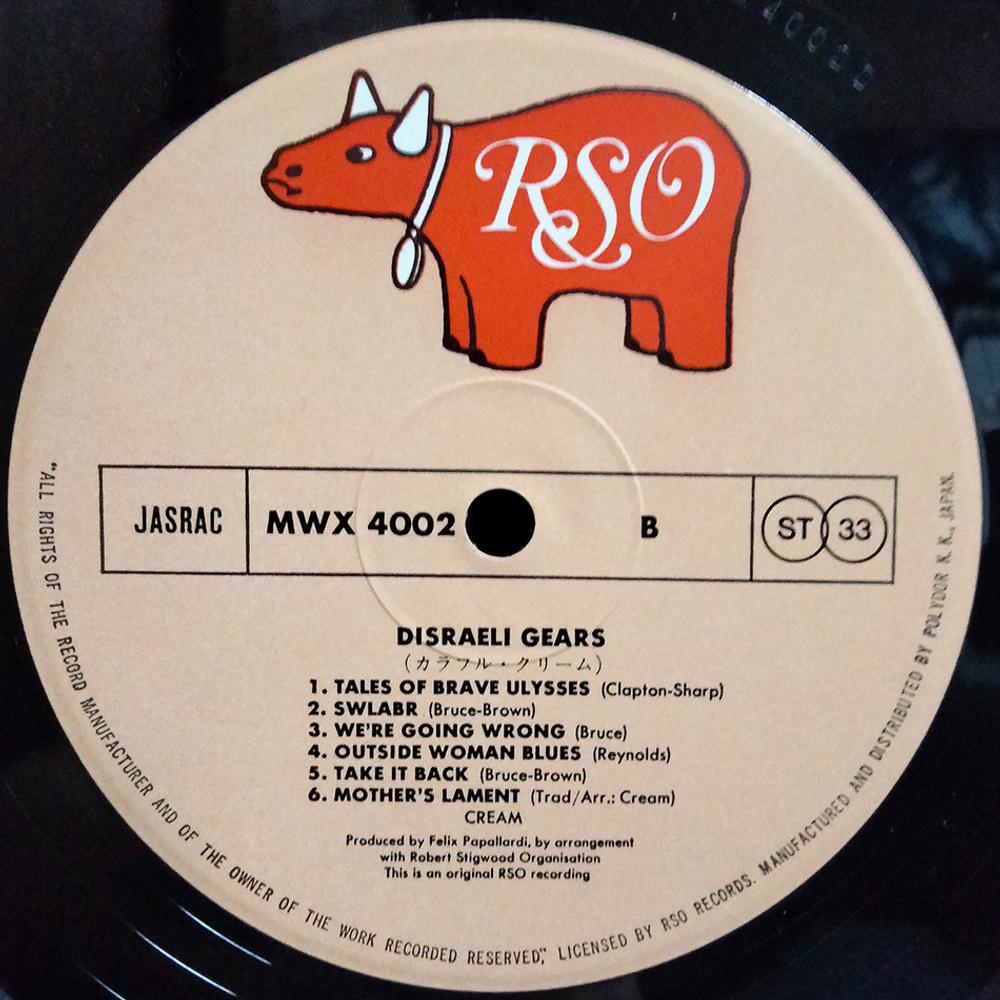 4002B
RSO
JASRAC
MWX 4002
B
ST 33
DISRAELI GEARS
(カラフル・クリーム)
1. TALES OF BRAVE ULYSSES (Clapton-Sharp)
2. SWLABR (Bruce-Brown)
3. WE'RE GOING WRONG (Bruce)
4. OUTSIDE WOMAN BLUES (Reynolds)
5. TAKE IT BACK (Bruce-Brown)
6. MOTHER'S LAMENT (Trad/Arr.: Cream)
CREAM
Produced by Felix Papallardi, by arrangement
with Robert Stigwood Organisation
This is an original RSO recording
"ALL RIGHTS OF THE RECORD MANUFACTURER AND OF THE OWNER OF THE WORK RECORDED RESERVED", LICENSED BY RSO RECORDS. MANUFACTURED AND DISTRIBUTED BY POLYDOR K. K., JAPAN.